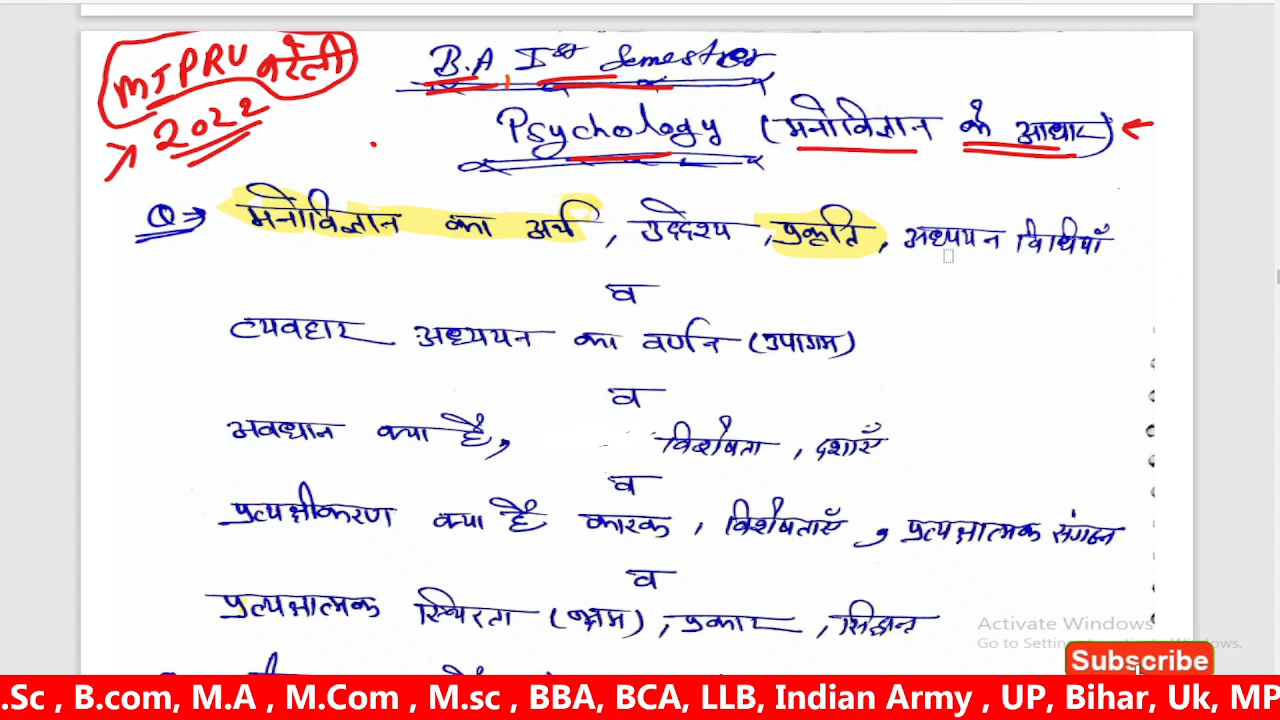 MJPRU बरेली
2022
B.A Ist Semester
Psychology (मनोविज्ञान के आधार)
Q मनोविज्ञान का अर्थ, उद्देश्य, प्रकृति, अध्ययन विधियाँ
व
व्यवहार अध्ययन का वर्णन (उपागम)
व
अवधान क्या है, विशेषता, दशाएँ
व
प्रत्यक्षीकरण क्या है कारक, विशेषताएँ, प्रत्यक्षात्मक संगठन
व
प्रत्यक्षात्मक स्थिरता (भ्रम), प्रकार, सिद्धान्त
Activate Windows
Subscribe
.Sc , B.com, M.A , M.Com , M.sc , BBA, BCA, LLB, Indian Army , UP, Bihar, Uk, MP